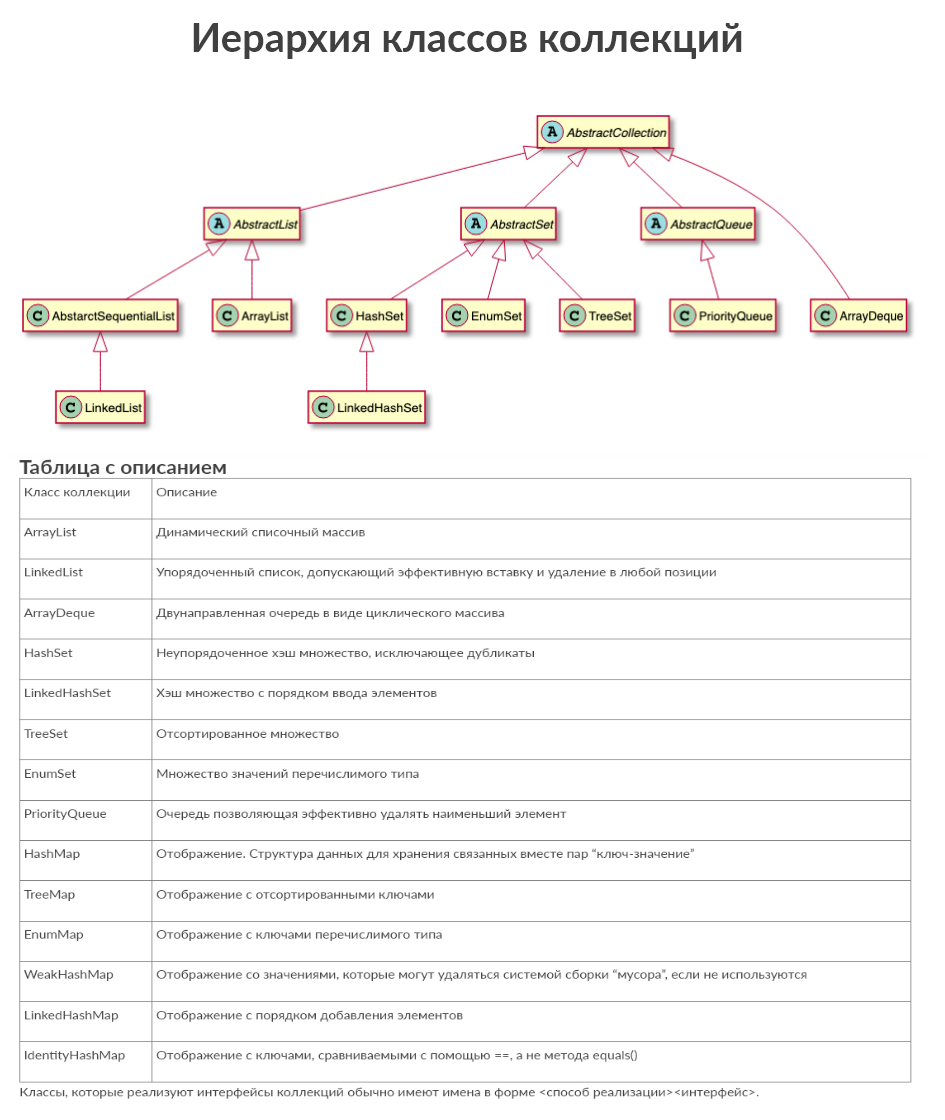 Иерархия классов коллекций
A AbstractCollection
A AbstractList
A AbstractSet
A AbstractQueue
C AbstarctSequentialList
C ArrayList
C HashSet
C EnumSet
C TreeSet
C PriorityQueue
C ArrayDeque
C LinkedList
C LinkedHashSet
Таблица с описанием
Класс коллекции Описание
ArrayList Динамический списочный массив
LinkedList Упорядоченный список, допускающий эффективную вставку и удаление в любой позиции
ArrayDeque Двунаправленная очередь в виде циклического массива
HashSet Неупорядоченное хэш множество, исключающее дубликаты
LinkedHashSet Хэш множество с порядком ввода элементов
TreeSet Отсортированное множество
EnumSet Множество значений перечислимого типа
PriorityQueue Очередь позволяющая эффективно удалять наименьший элемент
HashMap Отображение. Структура данных для хранения связанных вместе пар “ключ-значение”
TreeMap Отображение с отсортированными ключами
EnumMap Отображение с ключами перечислимого типа
WeakHashMap Отображение со значениями, которые могут удаляться системой сборки “мусора”, если не используются
LinkedHashMap Отображение с порядком добавления элементов
IdentityHashMap Отображение с ключами, сравниваемыми с помощью ==, а не метода equals()
Классы, которые реализуют интерфейсы коллекций обычно имеют имена в форме <способ реализации><интерфейс>.